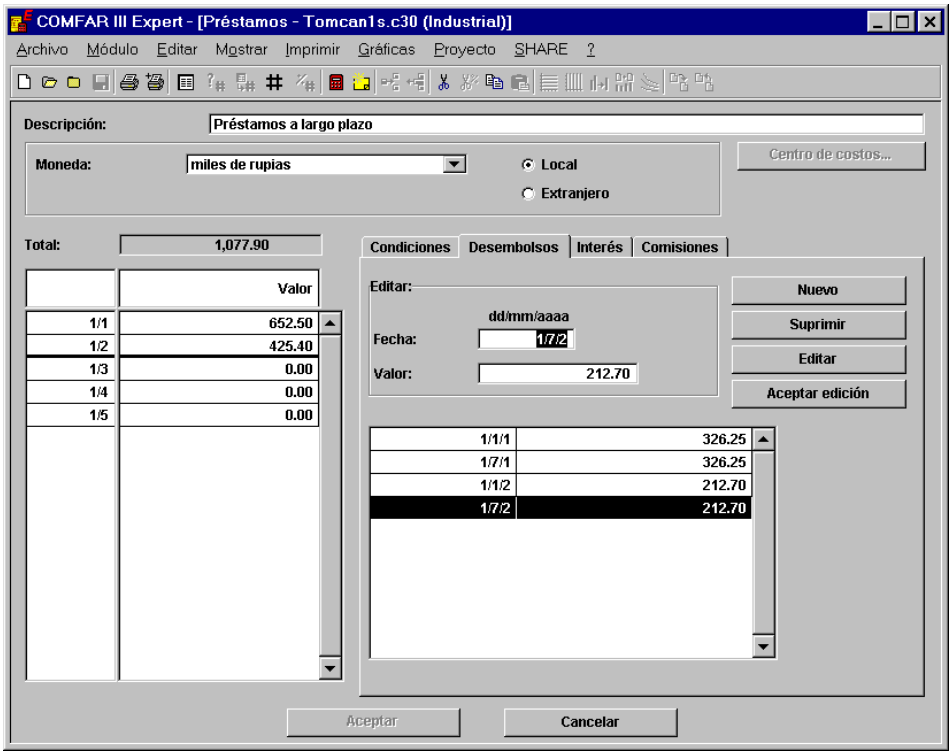 COMFAR III Expert - [Préstamos - Tomcan1s.c30 (Industrial)]
Archivo Módulo Editar Mostrar Imprimir Gráficas Proyecto SHARE ?
Descripción: Préstamos a largo plazo
Moneda: miles de rupias Local Centro de costos...
Extranjero
Total: 1,077.90
Condiciones Desembolsos Interés Comisiones
Valor
1/1 652.50
1/2 425.40
1/3 0.00
1/4 0.00
1/5 0.00
Editar:
dd/mm/aaaa
Fecha: 1/7/2
Valor: 212.70
Nuevo
Suprimir
Editar
Aceptar edición
1/1/1 326.25
1/7/1 326.25
1/1/2 212.70
1/7/2 212.70
Aceptar Cancelar